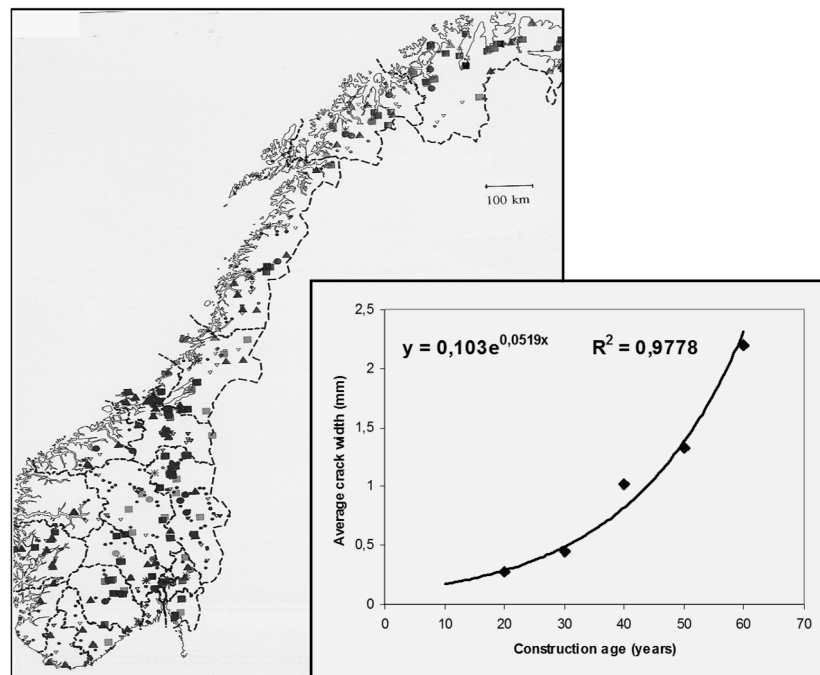 100 km
y = 0,103e^0,0519x R² = 0,9778
Average crack width (mm)
2,5
2
1,5
1
0,5
0
0 10 20 30 40 50 60 70
Construction age (years)